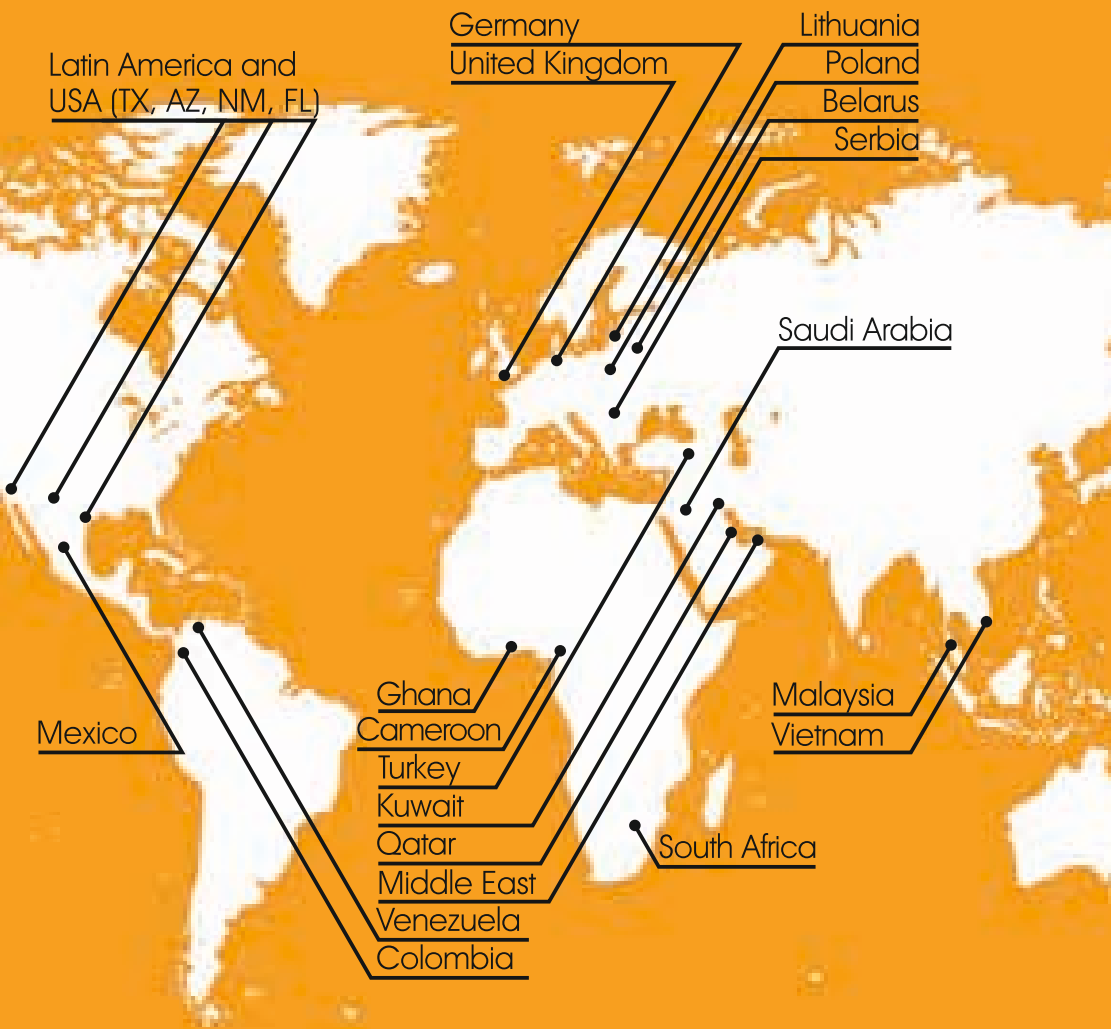 Latin America and
USA (TX, AZ, NM, FL)
Germany
United Kingdom
Lithuania
Poland
Belarus
Serbia
Saudi Arabia
Mexico
Ghana
Cameroon
Turkey
Kuwait
Qatar
Middle East
Venezuela
Colombia
Malaysia
Vietnam
South Africa